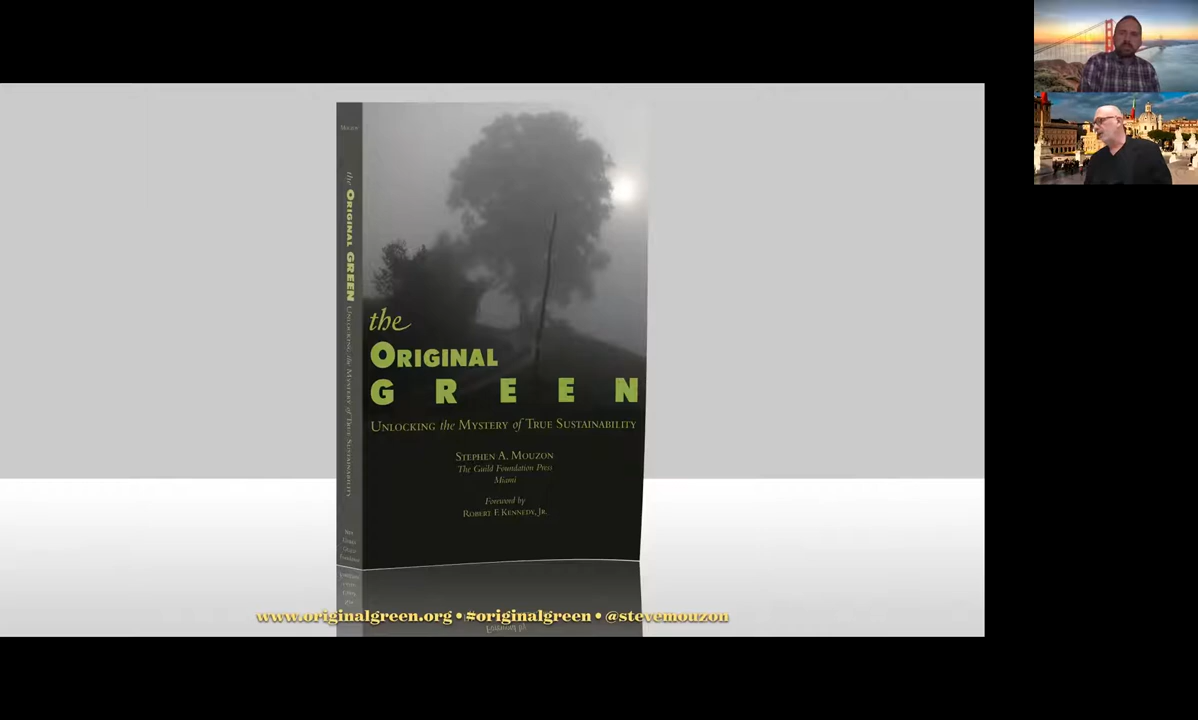 the ORIGINAL GREEN UNLOCKING the MYSTERY of TRUE SUSTAINABILITY
the
ORIGINAL
GREEN
UNLOCKING the MYSTERY of TRUE SUSTAINABILITY
STEPHEN A. MOUZON
The Guild Foundation Press
Miami
Foreword by
ROBERT F. KENNEDY, JR.
www.originalgreen.org • #originalgreen • @stevemouzon